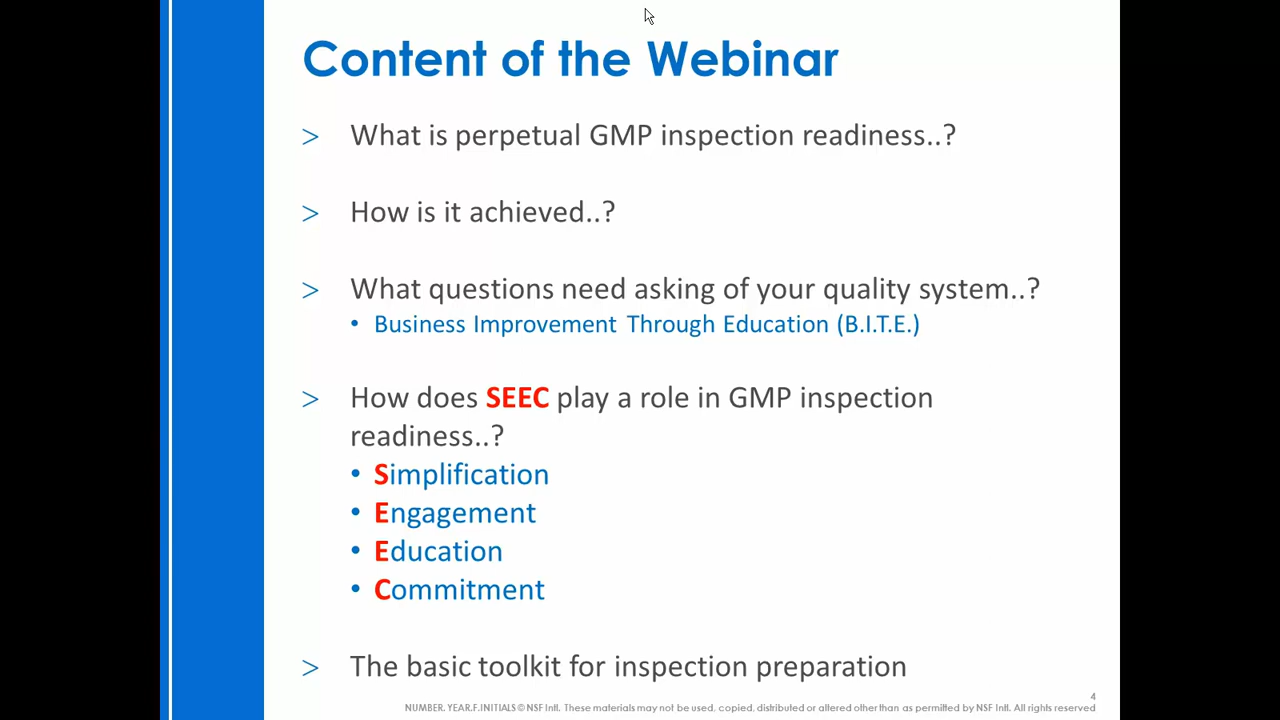 Content of the Webinar
> What is perpetual GMP inspection readiness..?
> How is it achieved..?
> What questions need asking of your quality system..?
• Business Improvement Through Education (B.I.T.E.)
> How does SEEC play a role in GMP inspection
readiness..?
• Simplification
• Engagement
• Education
• Commitment
> The basic toolkit for inspection preparation
4
NUMBER. YEAR.F.INITIALS © NSF Intl. These materials may not be used, copied, distributed or altered other than as permitted by NSF Intl. All rights reserved